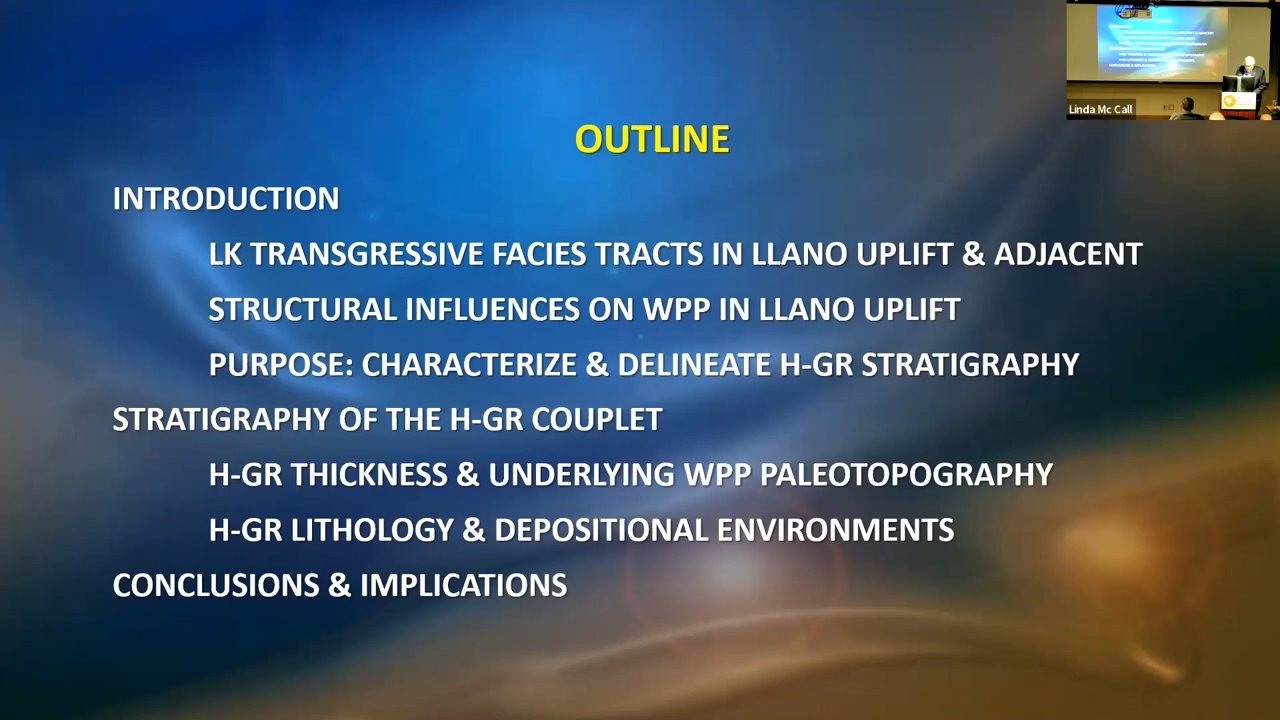 OUTLINE
INTRODUCTION
LK TRANSGRESSIVE FACIES TRACTS IN LLANO UPLIFT & ADJACENT
STRUCTURAL INFLUENCES ON WPP IN LLANO UPLIFT
PURPOSE: CHARACTERIZE & DELINEATE H-GR STRATIGRAPHY
STRATIGRAPHY OF THE H-GR COUPLET
H-GR THICKNESS & UNDERLYING WPP PALEOTOPOGRAPHY
H-GR LITHOLOGY & DEPOSITIONAL ENVIRONMENTS
CONCLUSIONS & IMPLICATIONS
Linda Mc Call